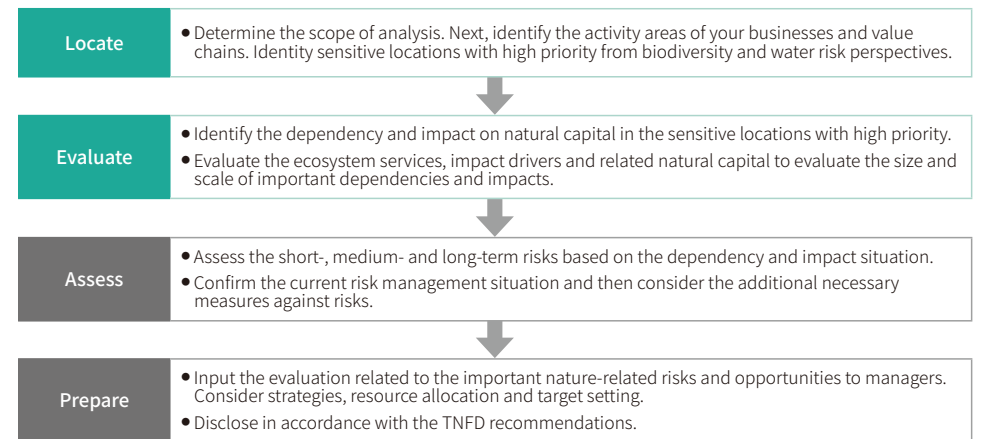 Locate
● Determine the scope of analysis. Next, identify the activity areas of your businesses and value
chains. Identity sensitive locations with high priority from biodiversity and water risk perspectives.
Evaluate
● Identify the dependency and impact on natural capital in the sensitive locations with high priority.
● Evaluate the ecosystem services, impact drivers and related natural capital to evaluate the size and
scale of important dependencies and impacts.
Assess
● Assess the short-, medium- and long-term risks based on the dependency and impact situation.
● Confirm the current risk management situation and then consider the additional necessary
measures against risks.
Prepare
● Input the evaluation related to the important nature-related risks and opportunities to managers.
Consider strategies, resource allocation and target setting.
● Disclose in accordance with the TNFD recommendations.